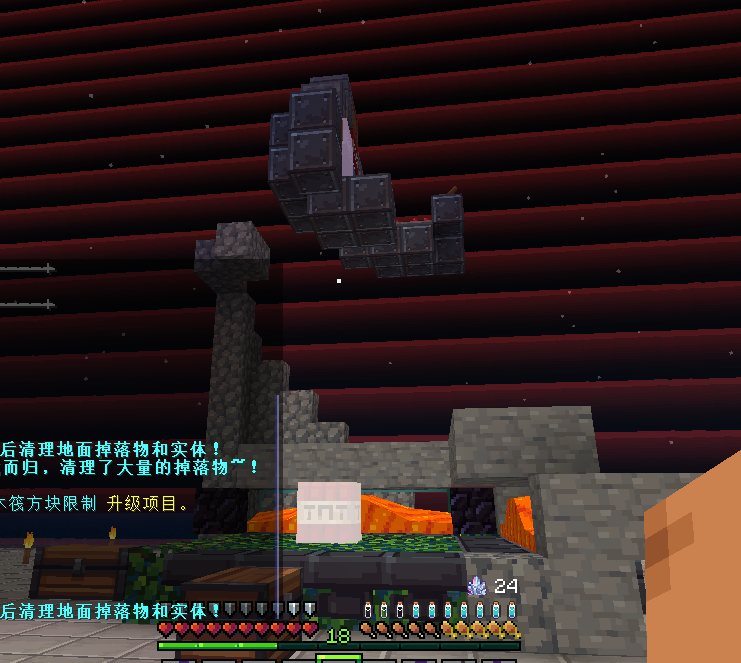 后清理地面掉落物和实体！
而归，清理了大量的掉落物~~！
木筏方块限制 升级项目。
TNT
24
后清理地面掉落物和实体！
18